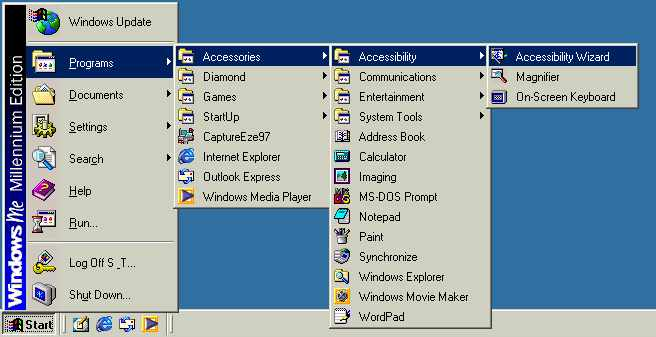 Windows Me Millennium Edition
Windows Update
Programs
Documents
Settings
Search
Help
Run...
Log Off S_T...
Shut Down...
Start
Accessories
Diamond
Games
StartUp
CaptureEze97
Internet Explorer
Outlook Express
Windows Media Player
Accessibility
Communications
Entertainment
System Tools
Address Book
Calculator
Imaging
MS-DOS Prompt
Notepad
Paint
Synchronize
Windows Explorer
Windows Movie Maker
WordPad
Accessibility Wizard
Magnifier
On-Screen Keyboard